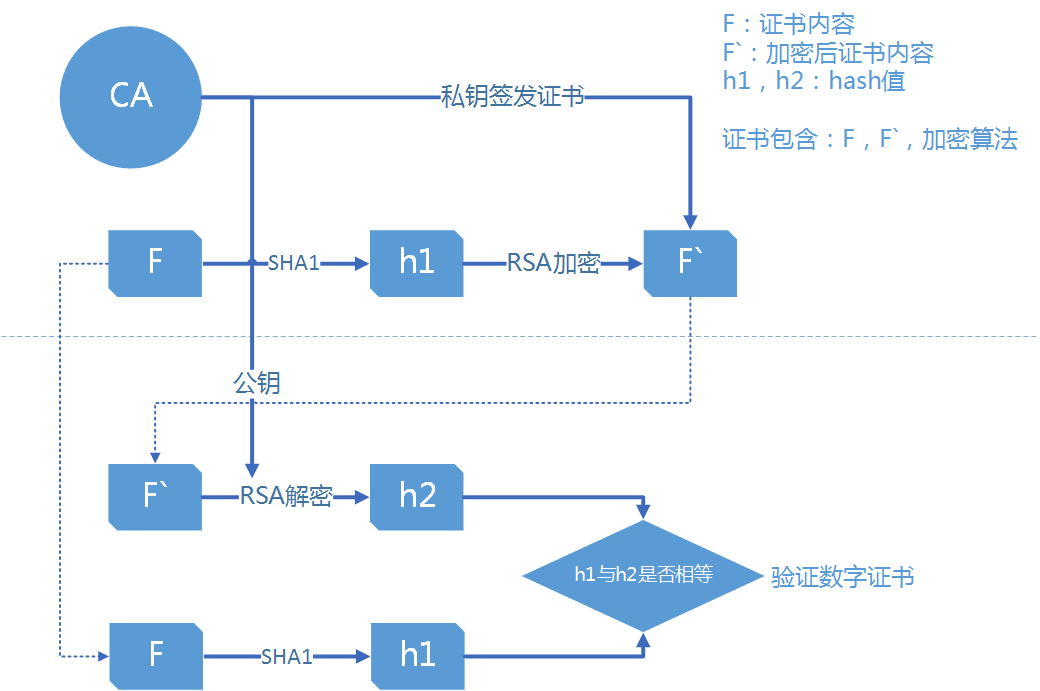 F：证书内容
F`：加密后证书内容
h1，h2：hash值
证书包含：F，F`，加密算法
CA
私钥签发证书
F
SHA1
h1
RSA加密
F`
公钥
F`
RSA解密
h2
h1与h2是否相等
验证数字证书
F
SHA1
h1